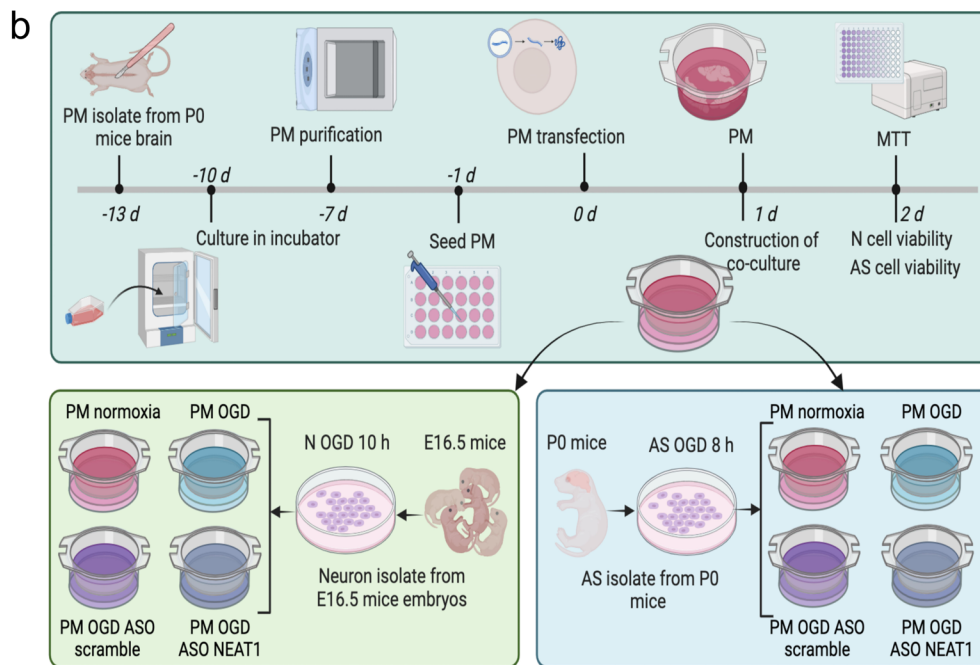 b
PM isolate from P0
mice brain
PM purification
PM transfection
PM
MTT
-10 d
-1 d
-13 d
-7 d
0 d
1 d
2 d
Culture in incubator
Seed PM
Construction of
co-culture
N cell viability
AS cell viability
PM normoxia
PM OGD
N OGD 10 h
E16.5 mice
Neuron isolate from
E16.5 mice embryos
PM OGD ASO
scramble
PM OGD
ASO NEAT1
P0 mice
AS OGD 8 h
PM normoxia
PM OGD
AS isolate from P0
mice
PM OGD ASO
scramble
PM OGD
ASO NEAT1